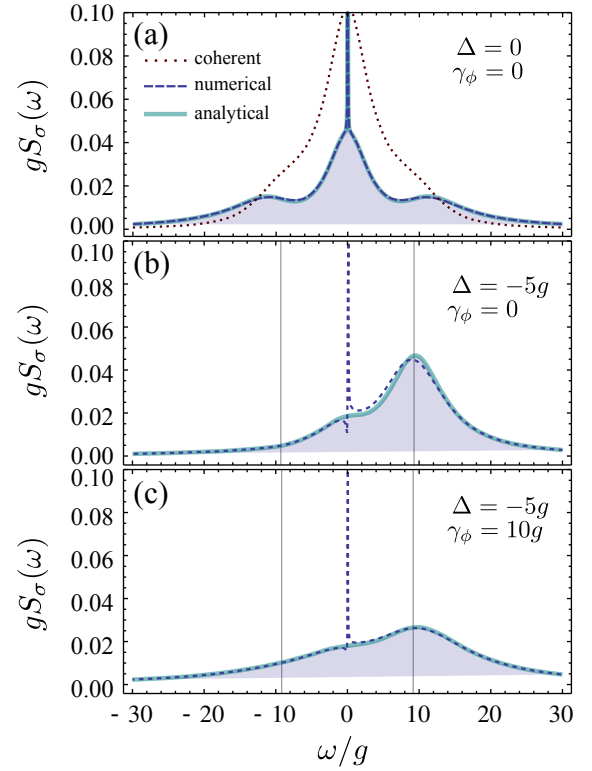 (a)
coherent
numerical
analytical
Δ = 0
γ_ϕ = 0
0.10
0.08
0.06
0.04
0.02
0.00
gS_σ(ω)
(b)
Δ = −5g
γ_ϕ = 0
0.10
0.08
0.06
0.04
0.02
0.00
gS_σ(ω)
(c)
Δ = −5g
γ_ϕ = 10g
0.10
0.08
0.06
0.04
0.02
0.00
gS_σ(ω)
- 30 - 20 - 10 0 10 20 30
ω/g